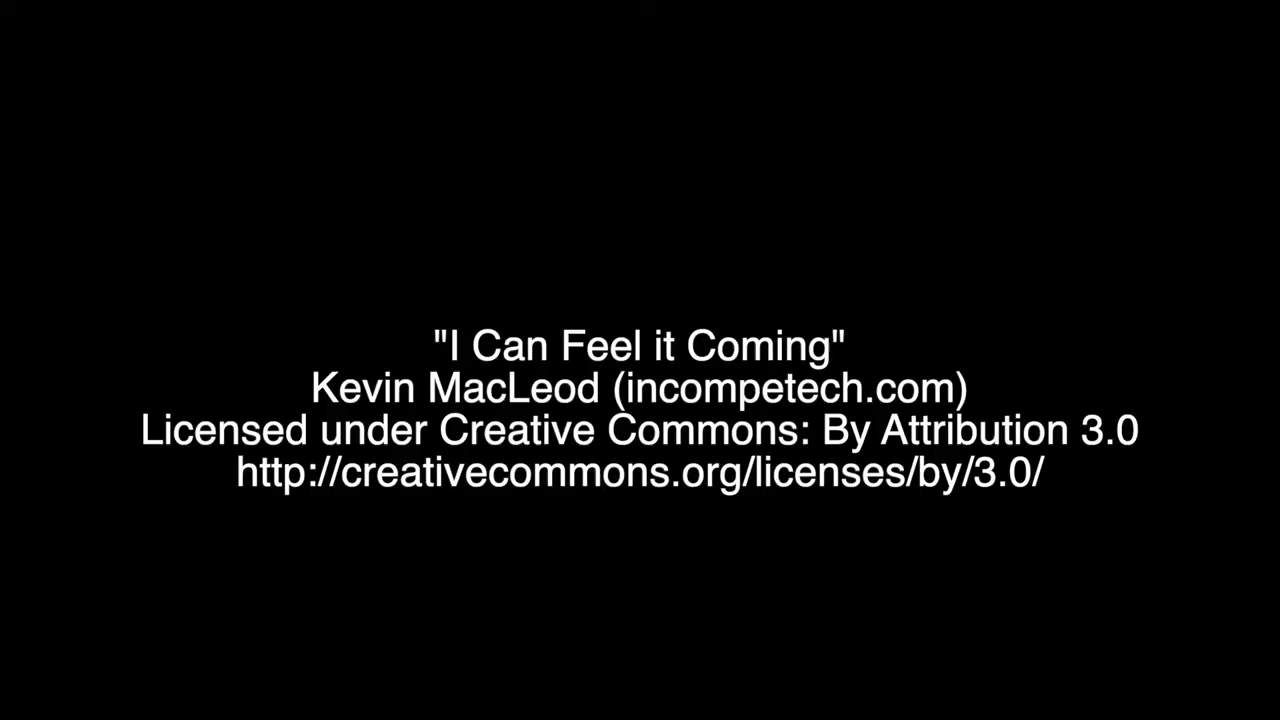 "I Can Feel it Coming"
Kevin MacLeod (incompetech.com)
Licensed under Creative Commons: By Attribution 3.0
http://creativecommons.org/licenses/by/3.0/